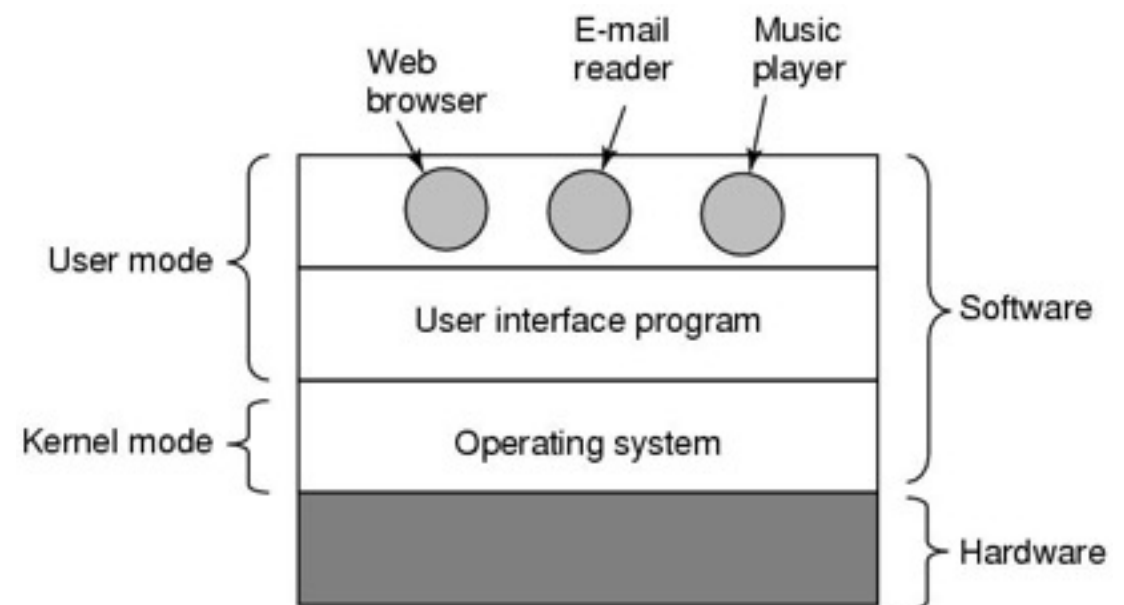 E-mail
reader
Music
player
Web
browser
User mode
User interface program
Software
Kernel mode
Operating system
Hardware